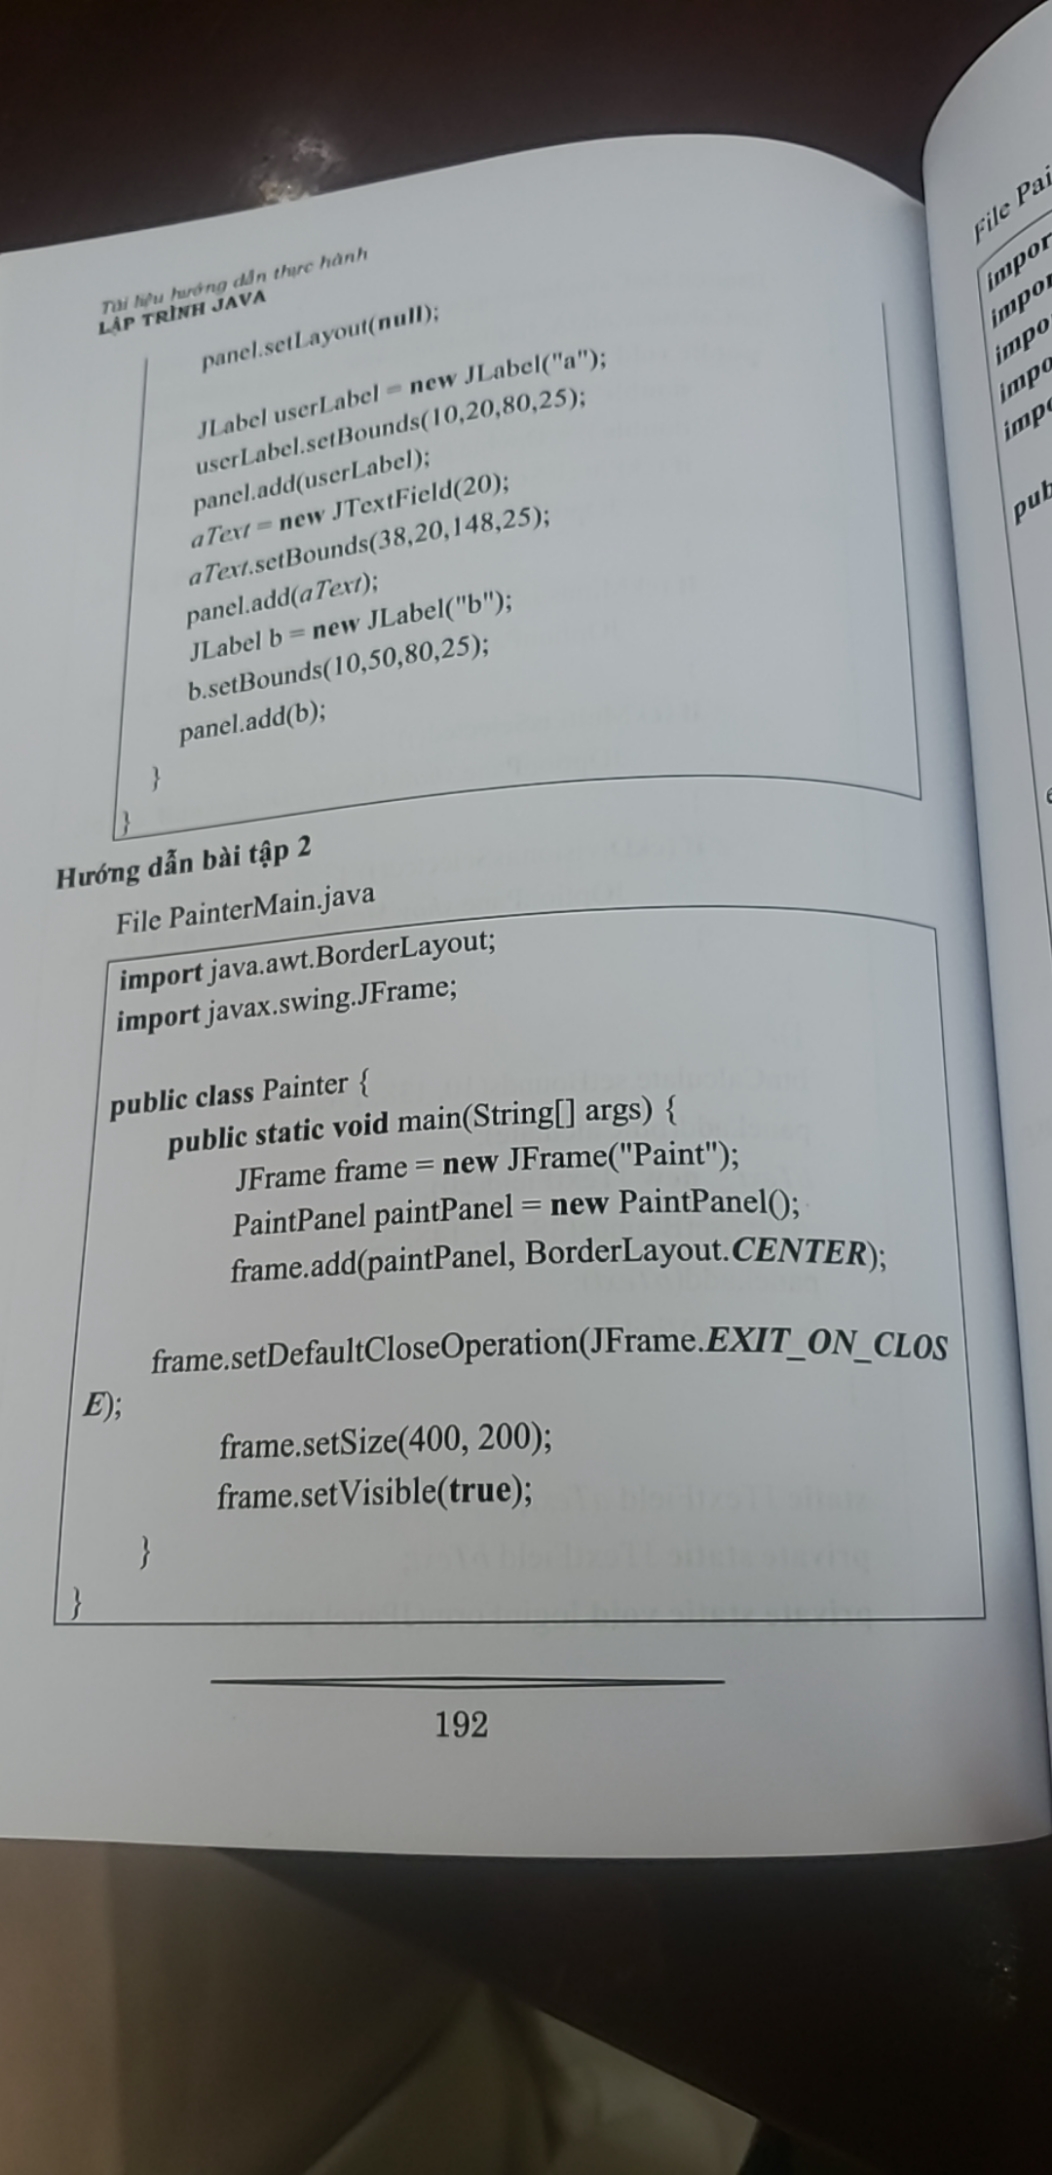 Tài liệu hướng dẫn thực hành
LẬP TRÌNH JAVA
panel.setLayout(null);
JLabel userLabel = new JLabel("a");
userLabel.setBounds(10,20,80,25);
panel.add(userLabel);
aText = new JTextField(20);
aText.setBounds(38,20,148,25);
panel.add(aText);
JLabel b = new JLabel("b");
b.setBounds(10,50,80,25);
panel.add(b);
}
}
Hướng dẫn bài tập 2
File PainterMain.java
import java.awt.BorderLayout;
import javax.swing.JFrame;
public class Painter {
public static void main(String[] args) {
JFrame frame = new JFrame("Paint");
PaintPanel paintPanel = new PaintPanel();
frame.add(paintPanel, BorderLayout.CENTER);
frame.setDefaultCloseOperation(JFrame.EXIT_ON_CLOS
E);
frame.setSize(400, 200);
frame.setVisible(true);
}
}
192
File Pai
impor
impor
impo
impo
imp
pub